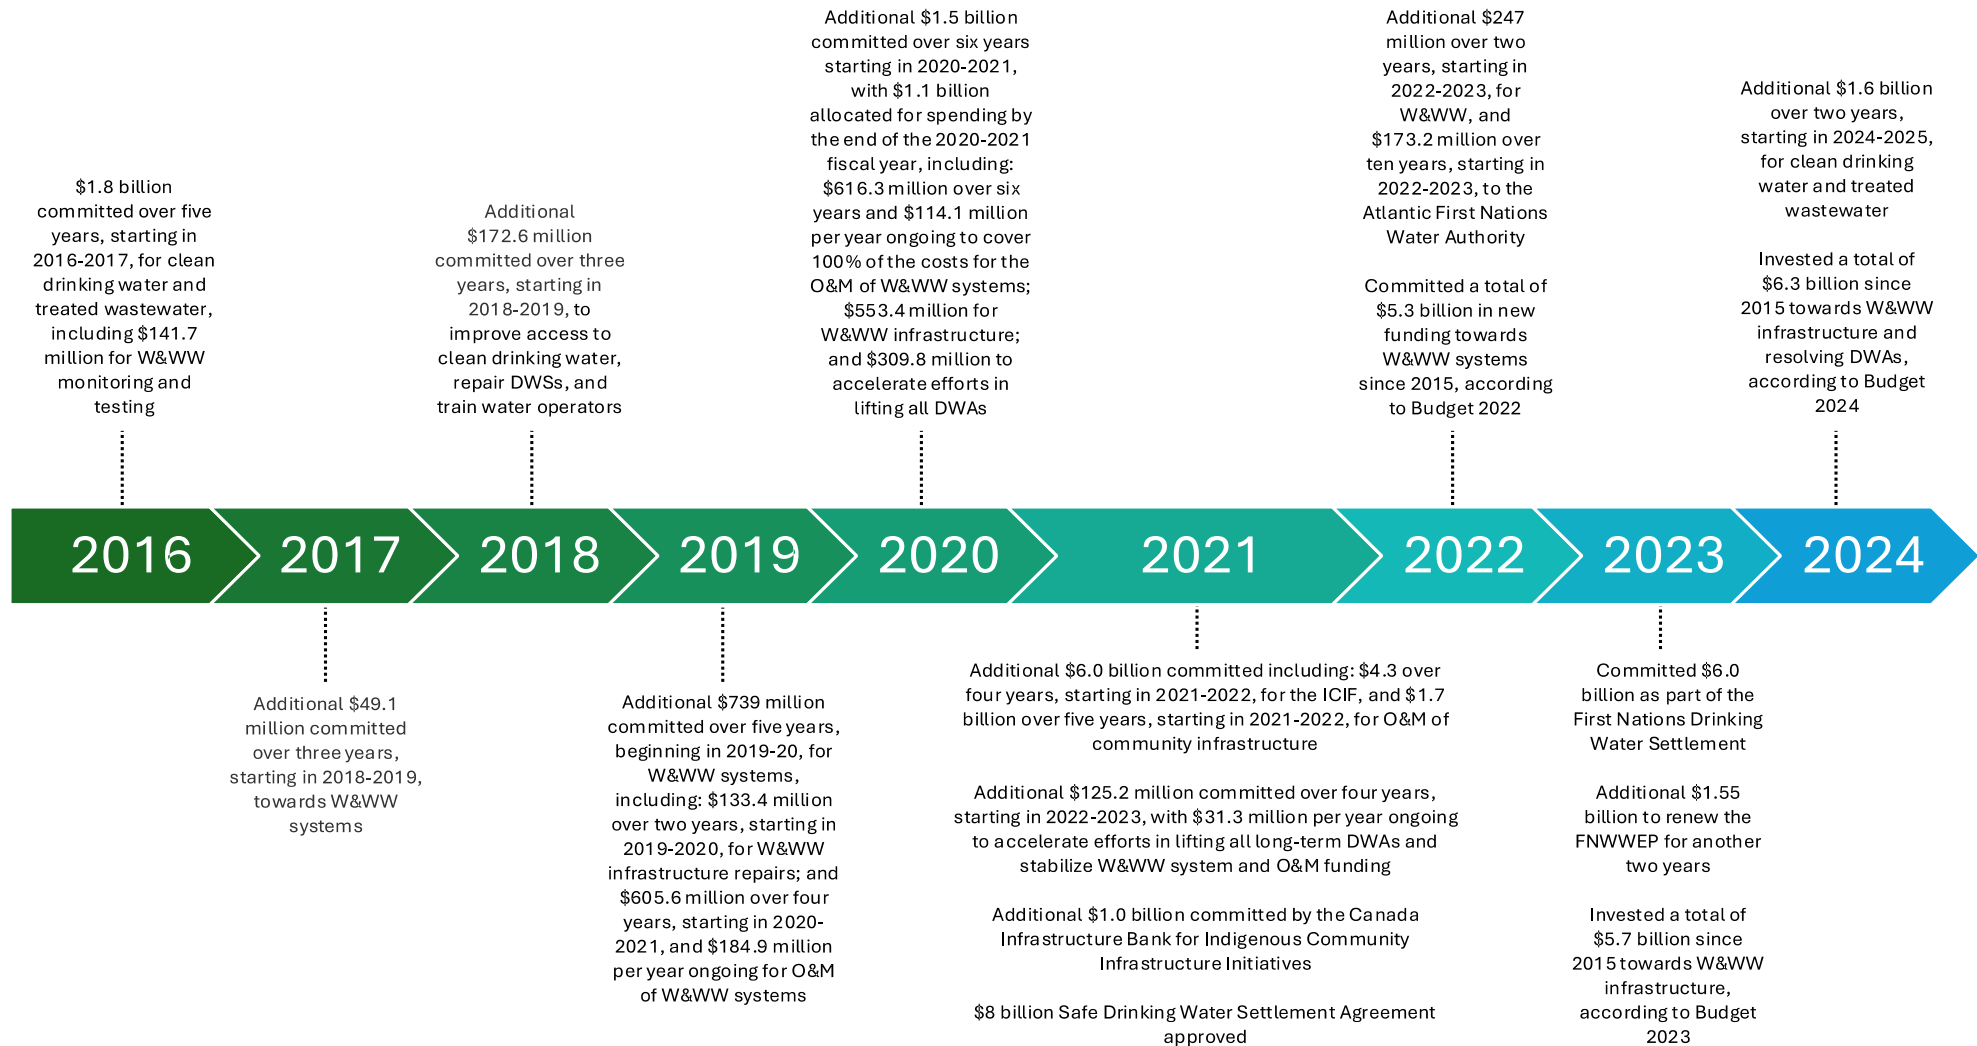 $1.8 billion
committed over five
years, starting in
2016-2017, for clean
drinking water and
treated wastewater,
including $141.7
million for W&WW
monitoring and
testing
Additional
$172.6 million
committed over three
years, starting in
2018-2019, to
improve access to
clean drinking water,
repair DWSs, and
train water operators
Additional $1.5 billion
committed over six years
starting in 2020-2021,
with $1.1 billion
allocated for spending by
the end of the 2020-2021
fiscal year, including:
$616.3 million over six
years and $114.1 million
per year ongoing to cover
100% of the costs for the
O&M of W&WW systems;
$553.4 million for
W&WW infrastructure;
and $309.8 million to
accelerate efforts in
lifting all DWAs
Additional $247
million over two
years, starting in
2022-2023, for
W&WW, and
$173.2 million over
ten years, starting in
2022-2023, to the
Atlantic First Nations
Water Authority
Committed a total of
$5.3 billion in new
funding towards
W&WW systems
since 2015, according
to Budget 2022
Additional $1.6 billion
over two years,
starting in 2024-2025,
for clean drinking
water and treated
wastewater
Invested a total of
$6.3 billion since
2015 towards W&WW
infrastructure and
resolving DWAs,
according to Budget
2024
2016
2017
2018
2019
2020
2021
2022
2023
2024
Additional $49.1
million committed
over three years,
starting in 2018-2019,
towards W&WW
systems
Additional $739 million
committed over five years,
beginning in 2019-20, for
W&WW systems,
including: $133.4 million
over two years, starting in
2019-2020, for W&WW
infrastructure repairs; and
$605.6 million over four
years, starting in 2020-
2021, and $184.9 million
per year ongoing for O&M
of W&WW systems
Additional $6.0 billion committed including: $4.3 over
four years, starting in 2021-2022, for the ICIF, and $1.7
billion over five years, starting in 2021-2022, for O&M of
community infrastructure
Additional $125.2 million committed over four years,
starting in 2022-2023, with $31.3 million per year ongoing
to accelerate efforts in lifting all long-term DWAs and
stabilize W&WW system and O&M funding
Additional $1.0 billion committed by the Canada
Infrastructure Bank for Indigenous Community
Infrastructure Initiatives
$8 billion Safe Drinking Water Settlement Agreement
approved
Committed $6.0
billion as part of the
First Nations Drinking
Water Settlement
Additional $1.55
billion to renew the
FNWWEP for another
two years
Invested a total of
$5.7 billion since
2015 towards W&WW
infrastructure,
according to Budget
2023